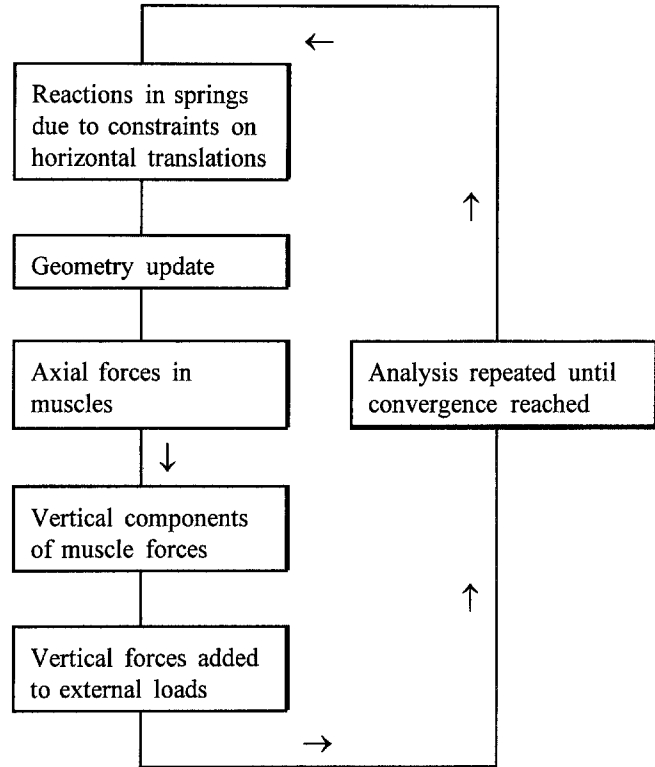 Reactions in springs
due to constraints on
horizontal translations
Geometry update
Axial forces in
muscles
Vertical components
of muscle forces
Vertical forces added
to external loads
Analysis repeated until
convergence reached